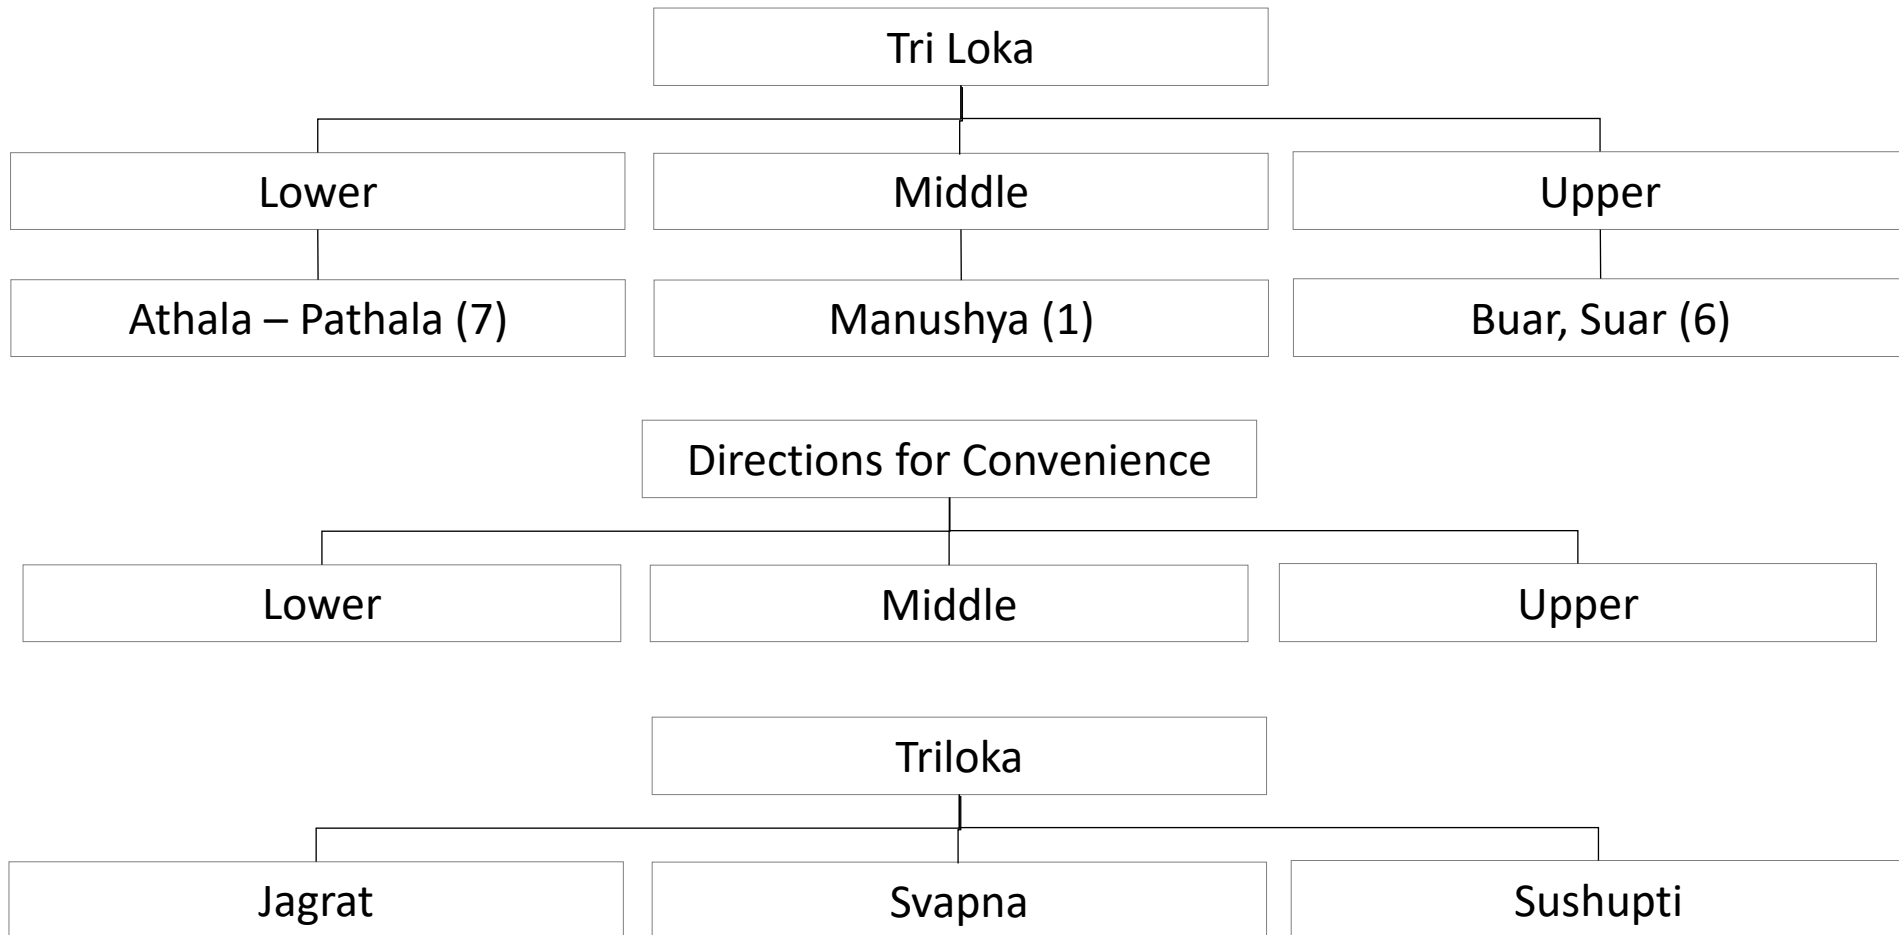 Tri Loka
Lower
Middle
Upper
Athala – Pathala (7)
Manushya (1)
Buar, Suar (6)
Directions for Convenience
Lower
Middle
Upper
Triloka
Jagrat
Svapna
Sushupti